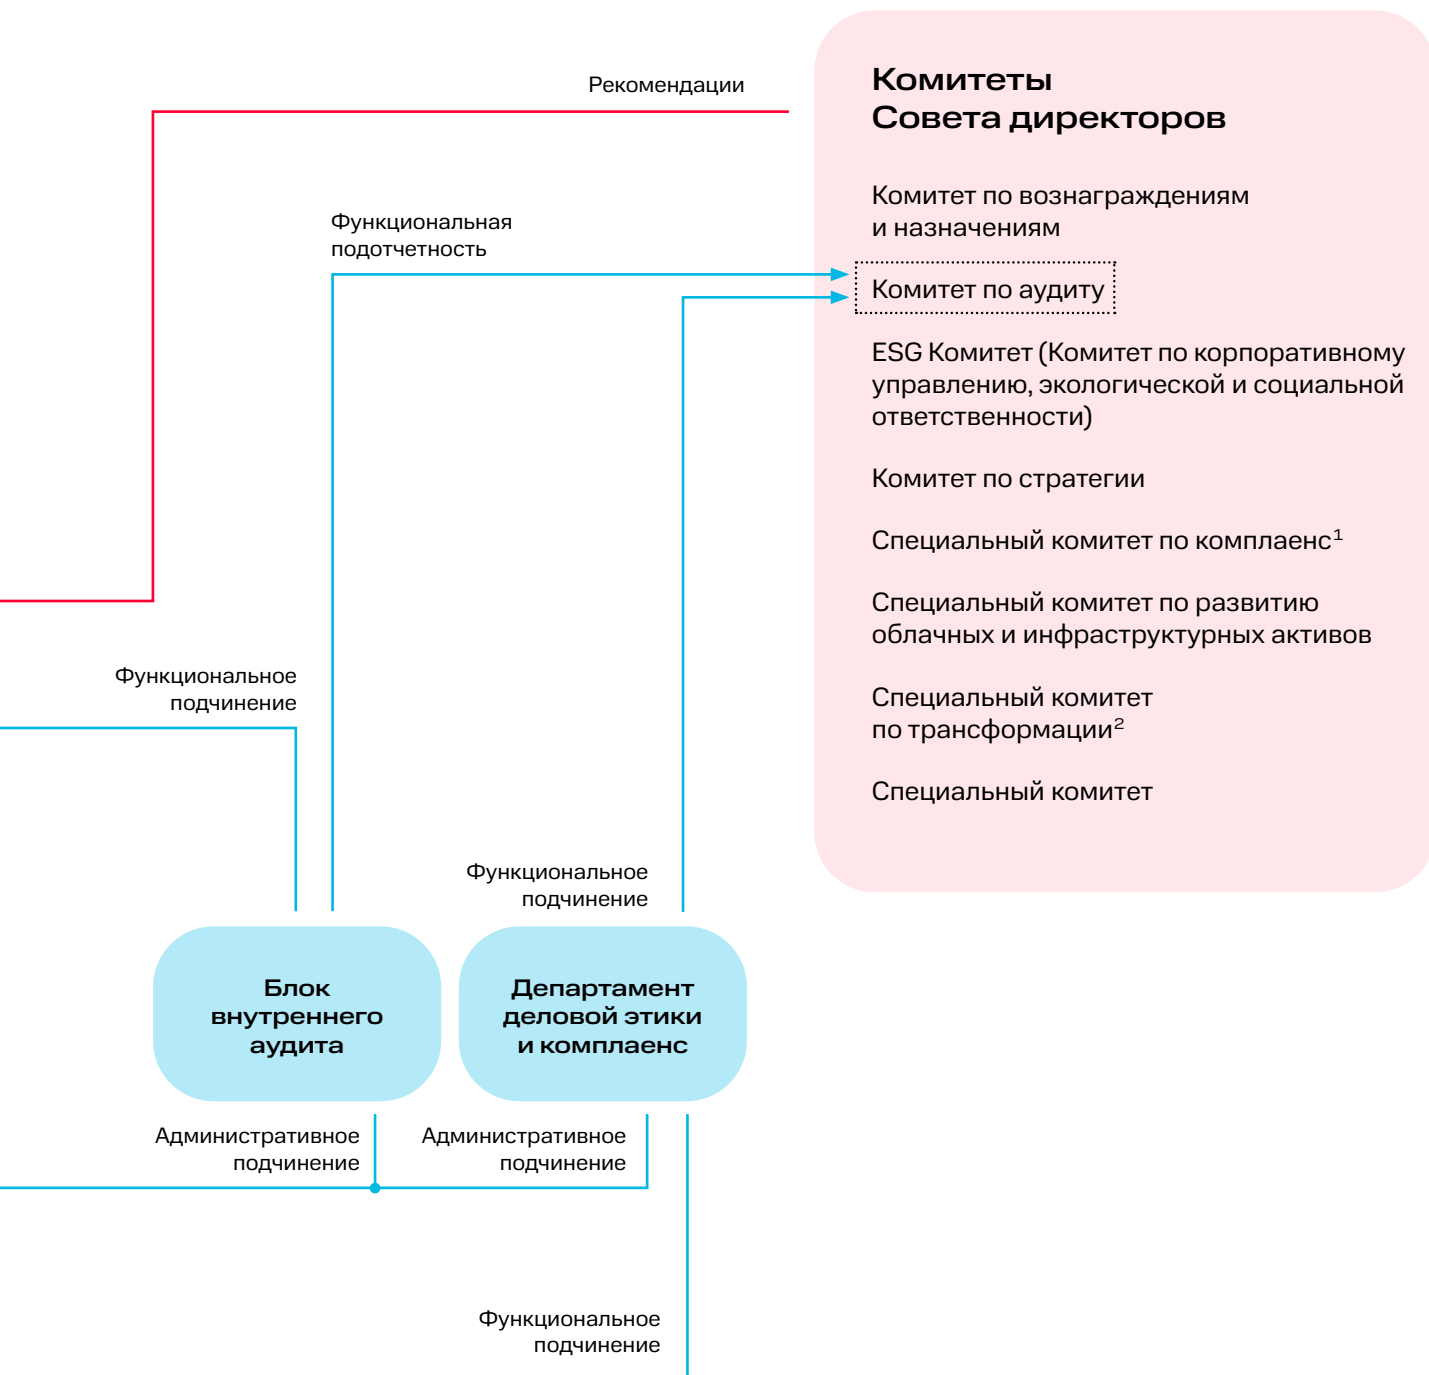 Рекомендации
Комитеты
Совета директоров
Комитет по вознаграждениям
и назначениям
Функциональная
подотчетность
Комитет по аудиту
ESG Комитет (Комитет по корпоративному
управлению, экологической и социальной
ответственности)
Комитет по стратегии
Специальный комитет по комплаенс¹
Специальный комитет по развитию
облачных и инфраструктурных активов
Специальный комитет
по трансформации²
Специальный комитет
Функциональное
подчинение
Функциональное
подчинение
Блок
внутреннего
аудита
Департамент
деловой этики
и комплаенс
Административное
подчинение
Административное
подчинение
Функциональное
подчинение